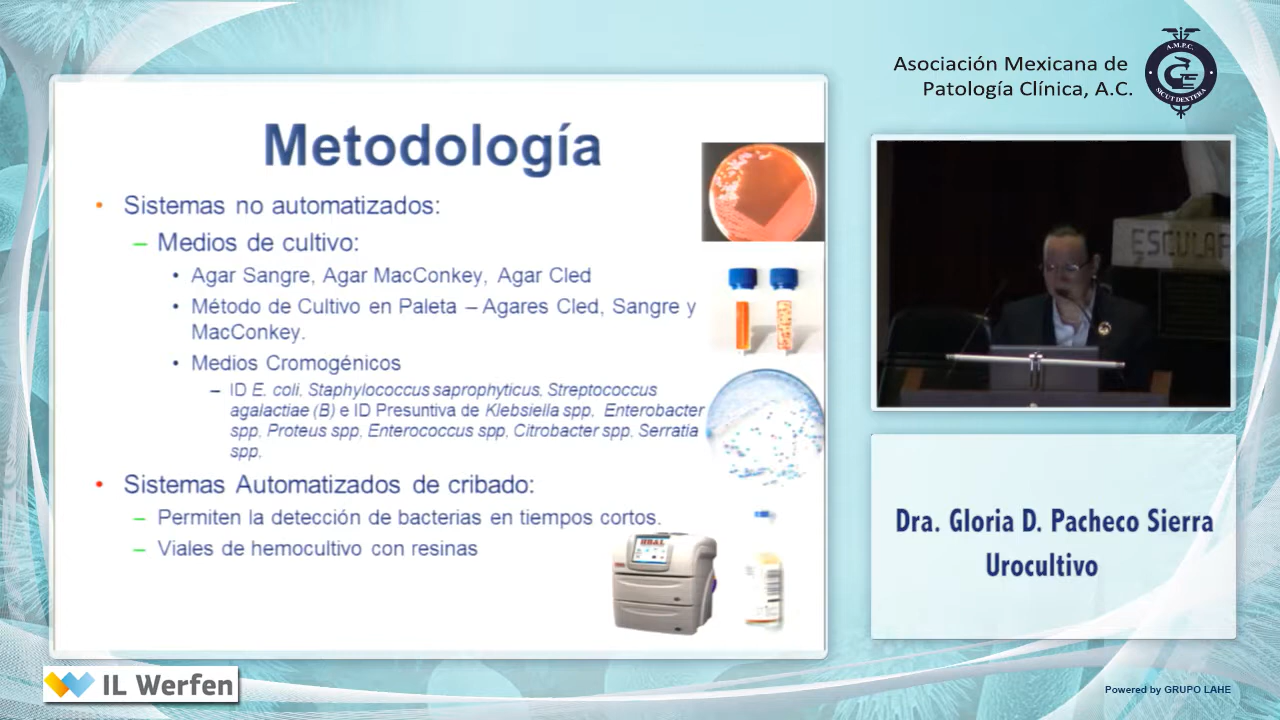 Metodología
• Sistemas no automatizados:
– Medios de cultivo:
• Agar Sangre, Agar MacConkey, Agar Cled
• Método de Cultivo en Paleta – Agares Cled, Sangre y
MacConkey.
• Medios Cromogénicos
– ID E. coli, Staphylococcus saprophyticus, Streptococcus
agalactiae (B) e ID Presuntiva de Klebsiella spp, Enterobacter
spp, Proteus spp, Enterococcus spp, Citrobacter spp, Serratia
spp.
• Sistemas Automatizados de cribado:
– Permiten la detección de bacterias en tiempos cortos.
– Viales de hemocultivo con resinas
IL Werfen
Asociación Mexicana de
Patología Clínica, A.C.
A.M.P.C.
SICUT DEXTERA
ESCULAP
Dra. Gloria D. Pacheco Sierra
Urocultivo
Powered by GRUPO LAHE